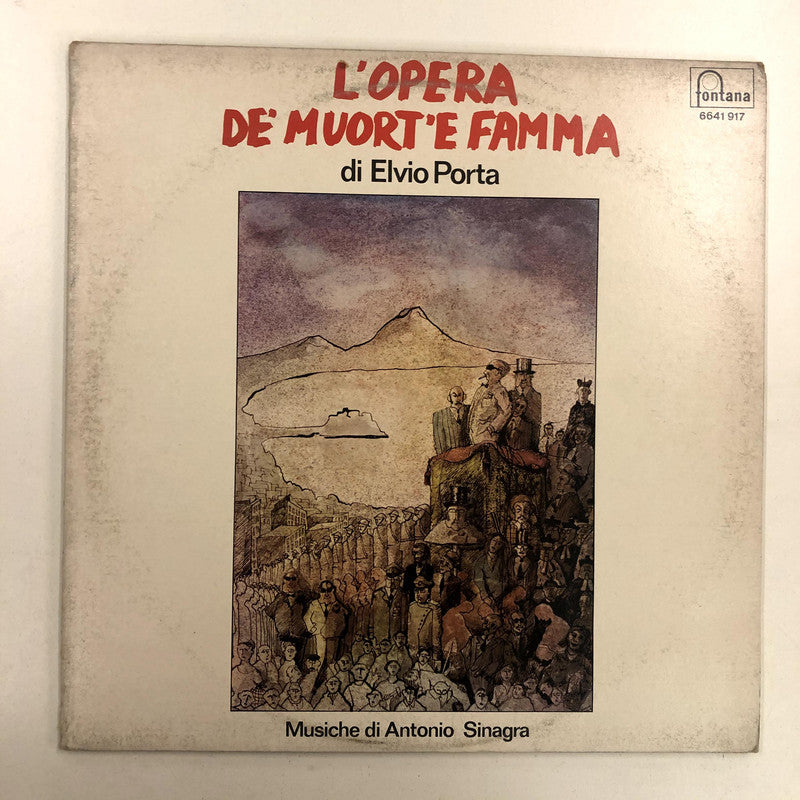 L'OPERA
DE' MUORT'E FAMMA
di Elvio Porta
fontana
6641 917
Musiche di Antonio Sinagra